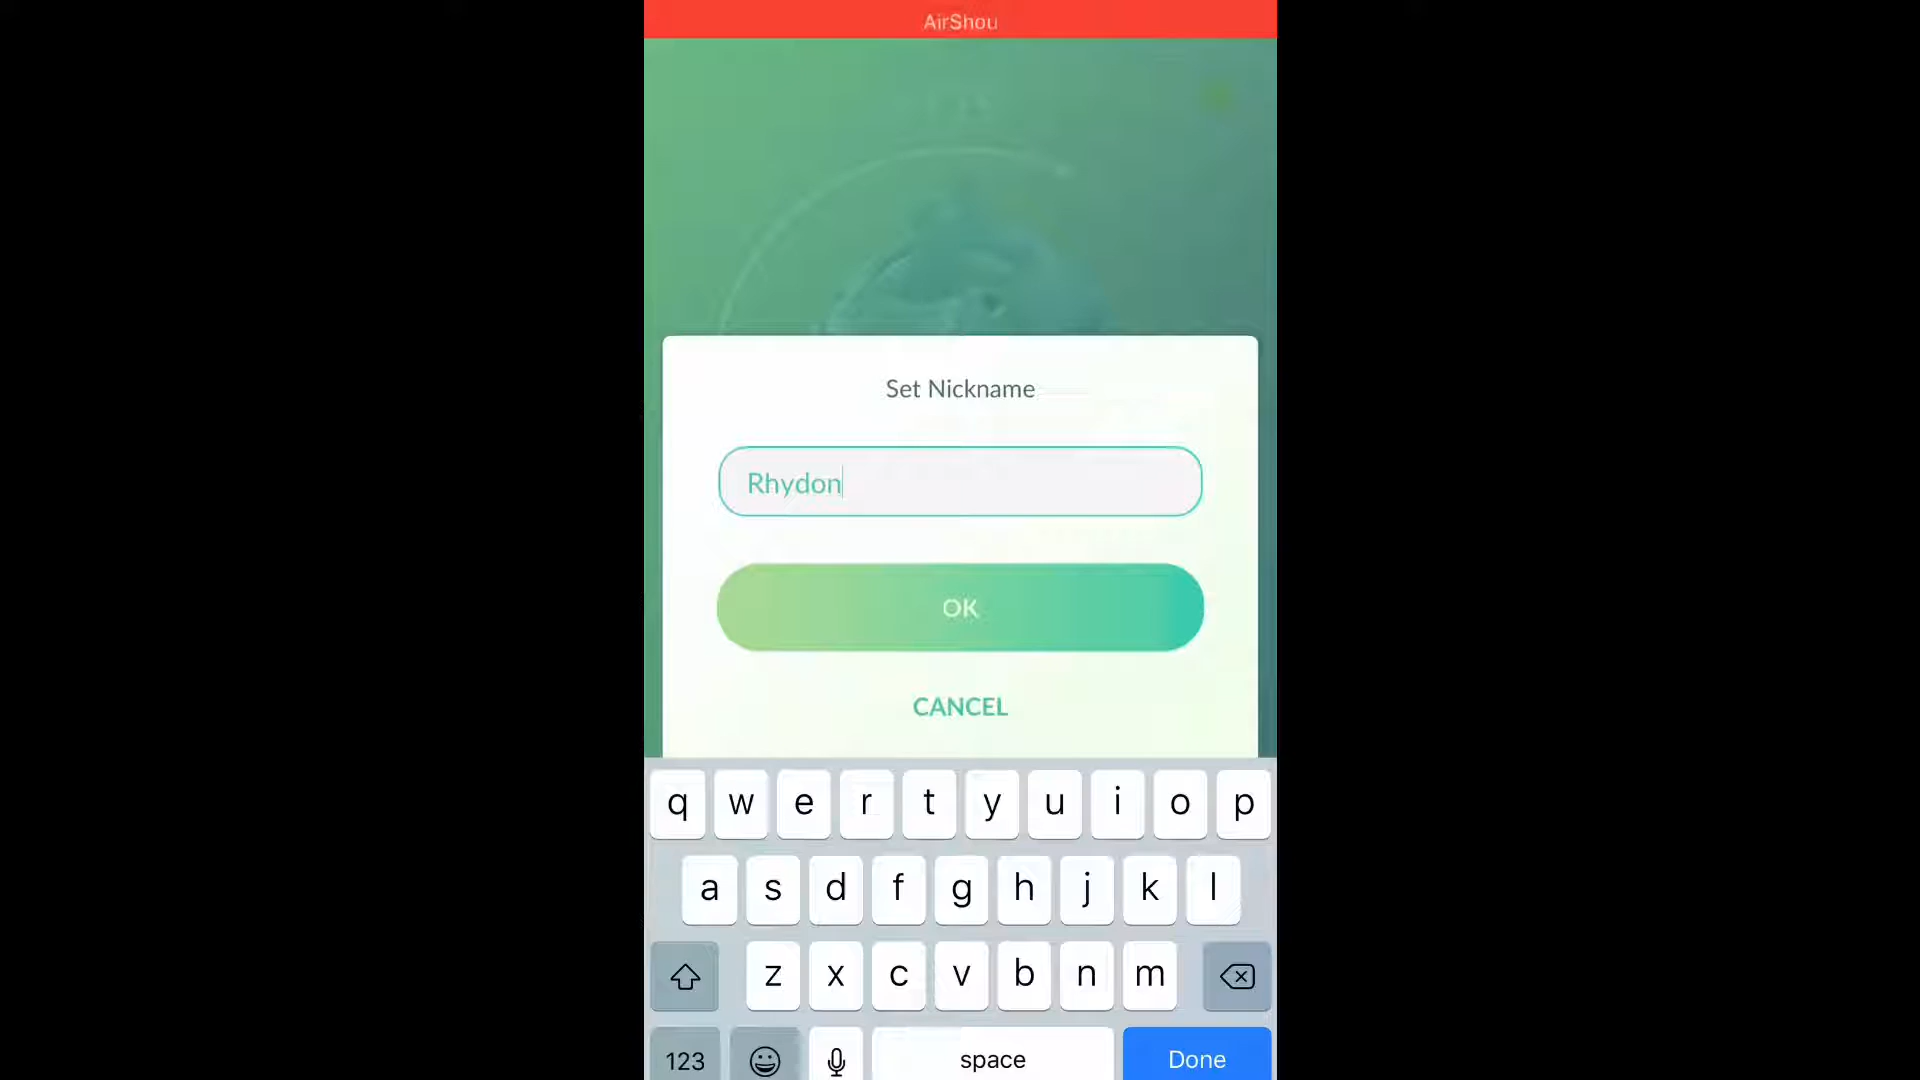 AirShou
Set Nickname
Rhydon
OK
CANCEL
q w e r t y u i o p
a s d f g h j k l
z x c v b n m
123 space Done